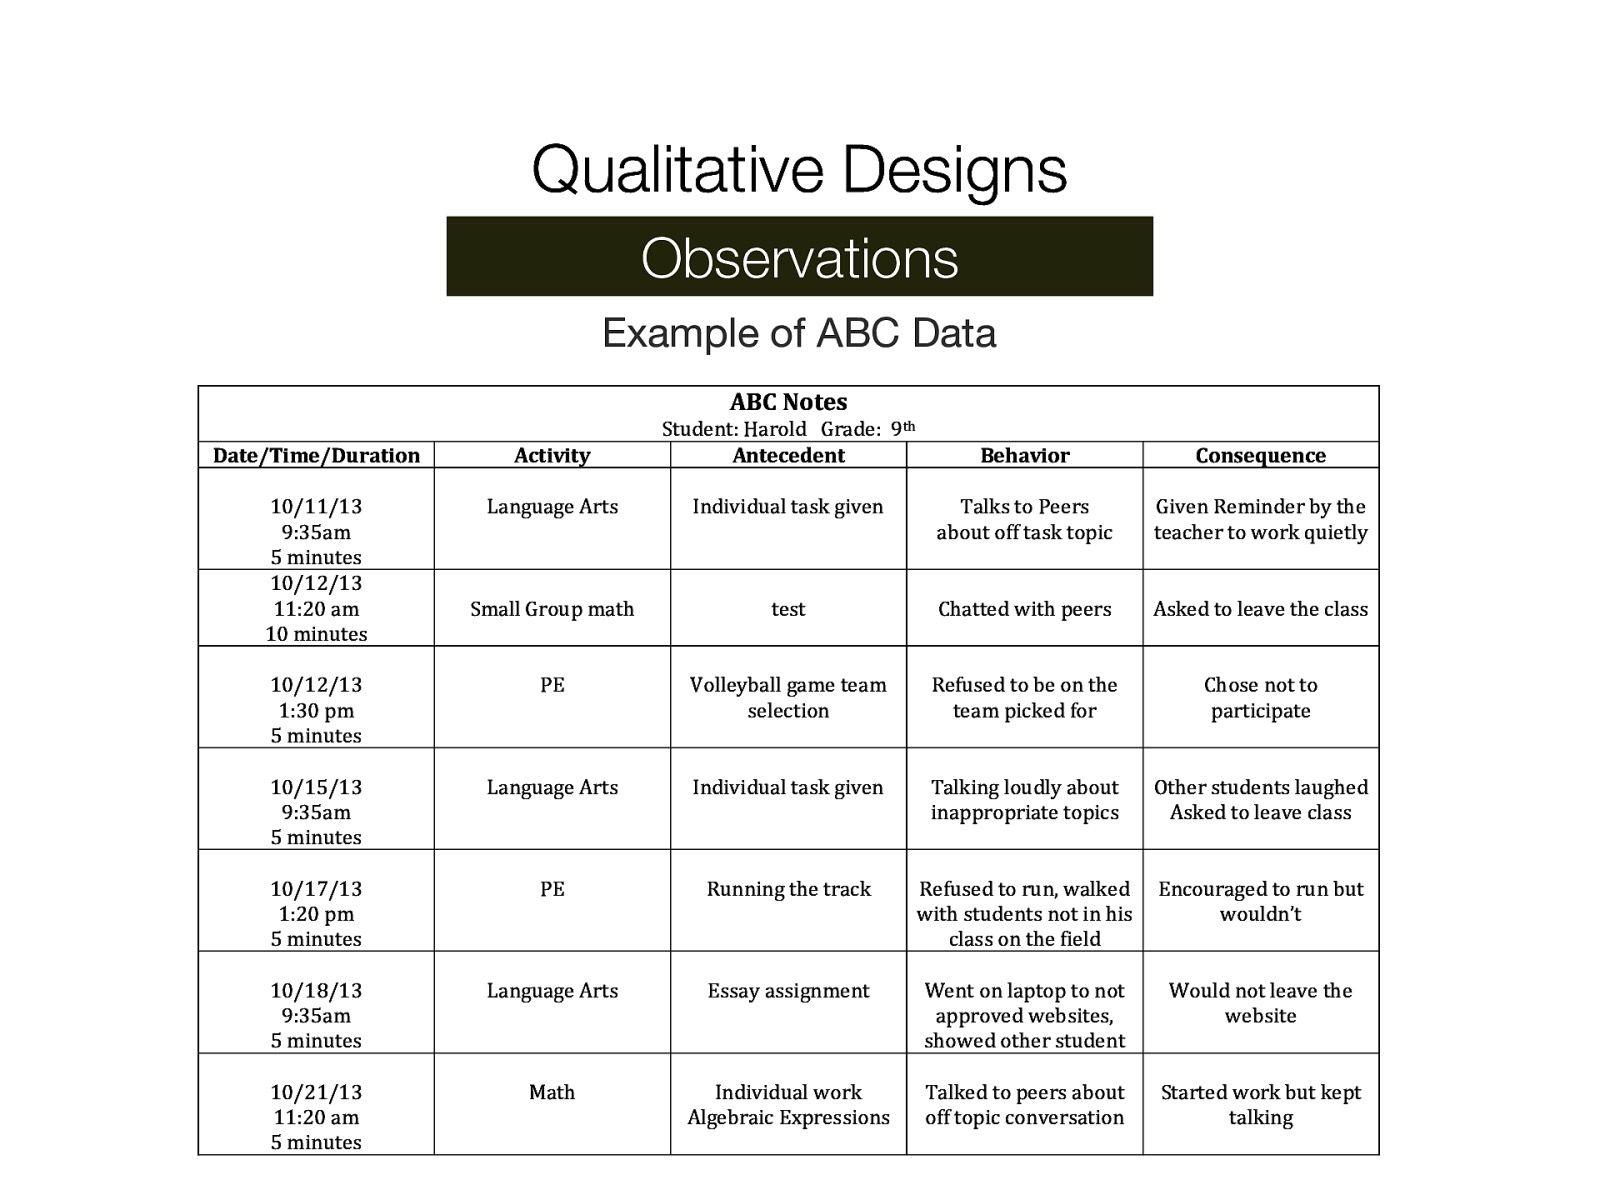 Qualitative Designs
Observations
Example of ABC Data
ABC Notes
Student: Harold Grade: 9th
Date/Time/Duration Activity Antecedent Behavior Consequence
10/11/13 Language Arts Individual task given Talks to Peers Given Reminder by the
9:35am about off task topic teacher to work quietly
5 minutes
10/12/13
11:20 am Small Group math test Chatted with peers Asked to leave the class
10 minutes
10/12/13 PE Volleyball game team Refused to be on the Chose not to
1:30 pm selection team picked for participate
5 minutes
10/15/13 Language Arts Individual task given Talking loudly about Other students laughed
9:35am inappropriate topics Asked to leave class
5 minutes
10/17/13 PE Running the track Refused to run, walked Encouraged to run but
1:20 pm with students not in his wouldn’t
5 minutes class on the field
10/18/13 Language Arts Essay assignment Went on laptop to not Would not leave the
9:35am approved websites, website
5 minutes showed other student
10/21/13 Math Individual work Talked to peers about Started work but kept
11:20 am Algebraic Expressions off topic conversation talking
5 minutes